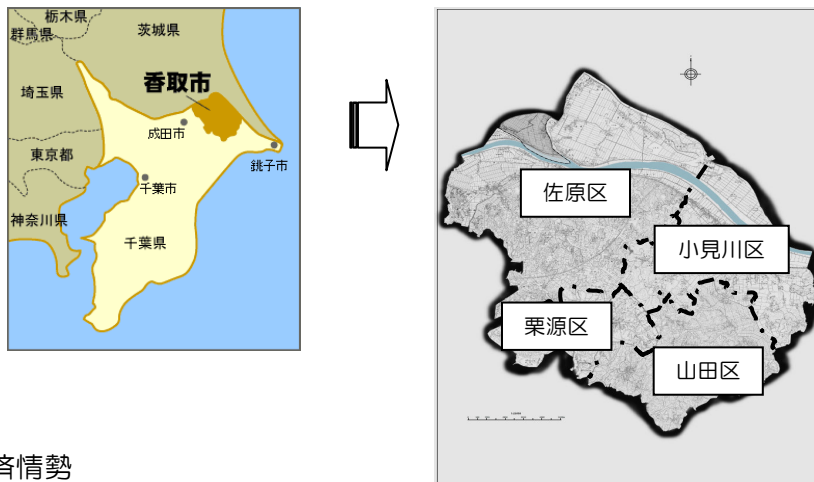 栃木県
群馬県
茨城県
埼玉県
香取市
成田市
東京都
銚子市
千葉市
神奈川県
千葉県
佐原区
小見川区
栗源区
山田区
済情勢